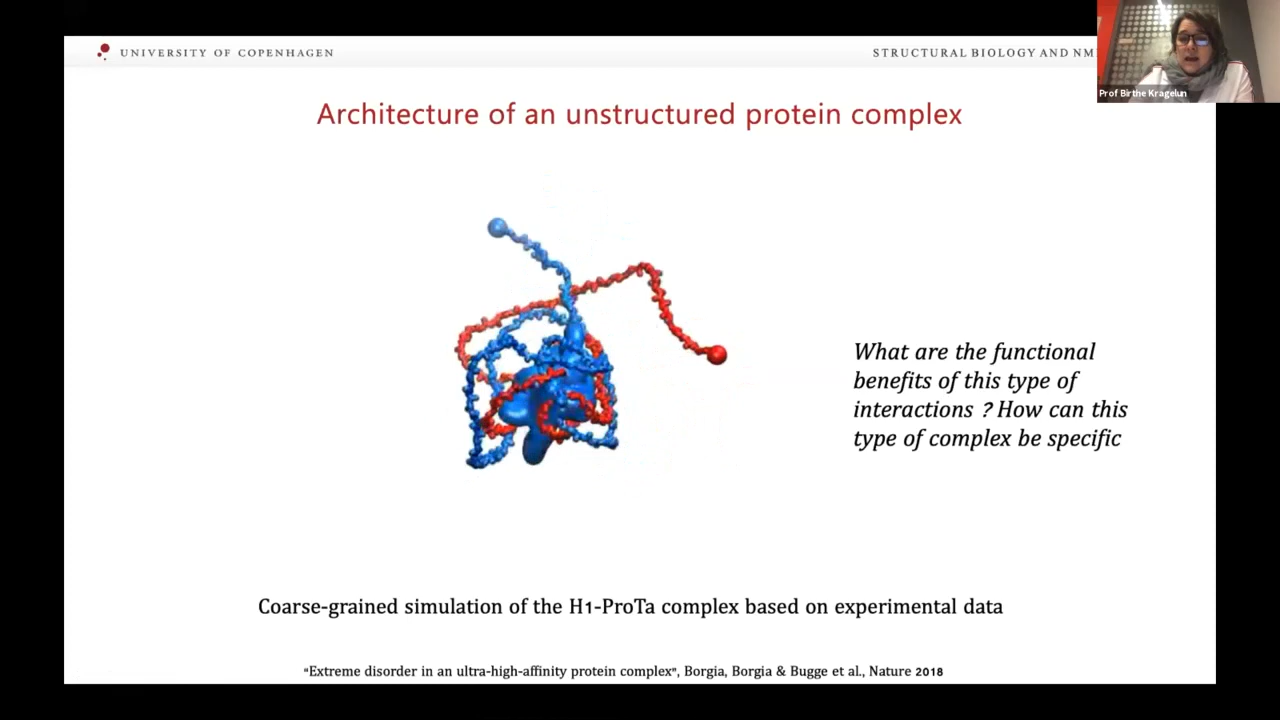 UNIVERSITY OF COPENHAGEN
STRUCTURAL BIOLOGY AND
Prof Birthe Kragelun
Architecture of an unstructured protein complex
What are the functional
benefits of this type of
interactions ? How can this
type of complex be specific
Coarse-grained simulation of the H1-ProTa complex based on experimental data
“Extreme disorder in an ultra-high-affinity protein complex”, Borgia, Borgia & Bugge et al., Nature 2018